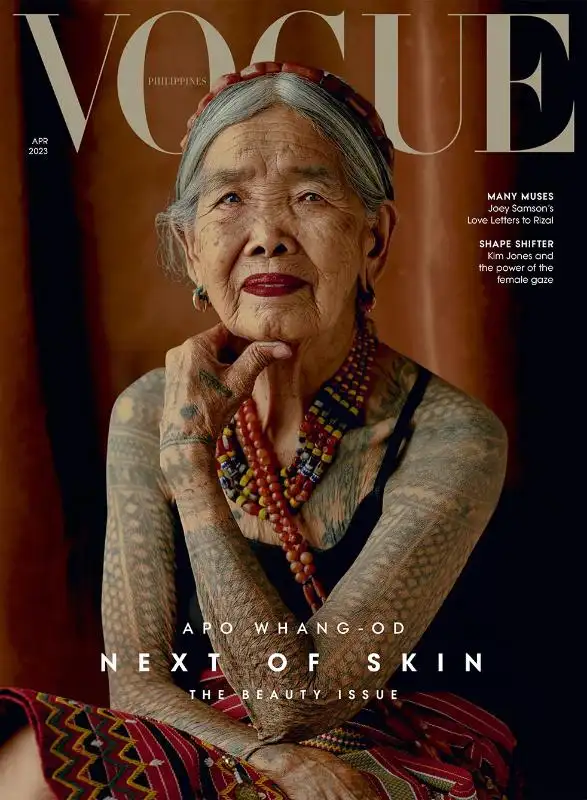 VOGUE
PHILIPPINES
APR
2023
MANY MUSES
Joey Samson's
Love Letters to Rizal
SHAPE SHIFTER
Kim Jones and
the power of the
female gaze
APO WHANG-OD
NEXT OF SKIN
THE BEAUTY ISSUE